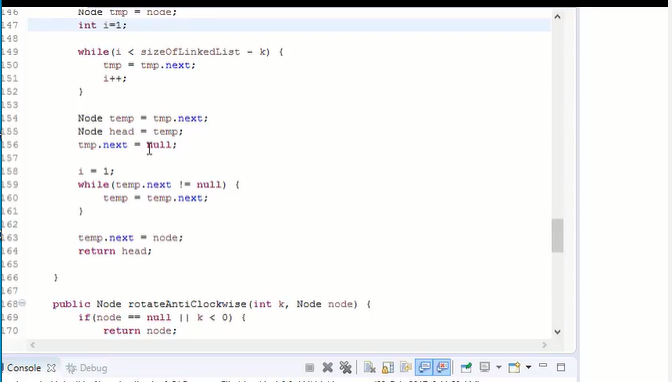 146 Node tmp = node;
147 int i=1;
148
149 while(i < sizeOfLinkedList - k) {
150 tmp = tmp.next;
151 i++;
152 }
153
154 Node temp = tmp.next;
155 Node head = temp;
156 tmp.next = null;
157
158 i = 1;
159 while(temp.next != null) {
160 temp = temp.next;
161 }
162
163 temp.next = node;
164 return head;
165
166 }
167
168 public Node rotateAntiClockwise(int k, Node node) {
169 if(node == null || k < 0) {
170 return node;
Console Debug